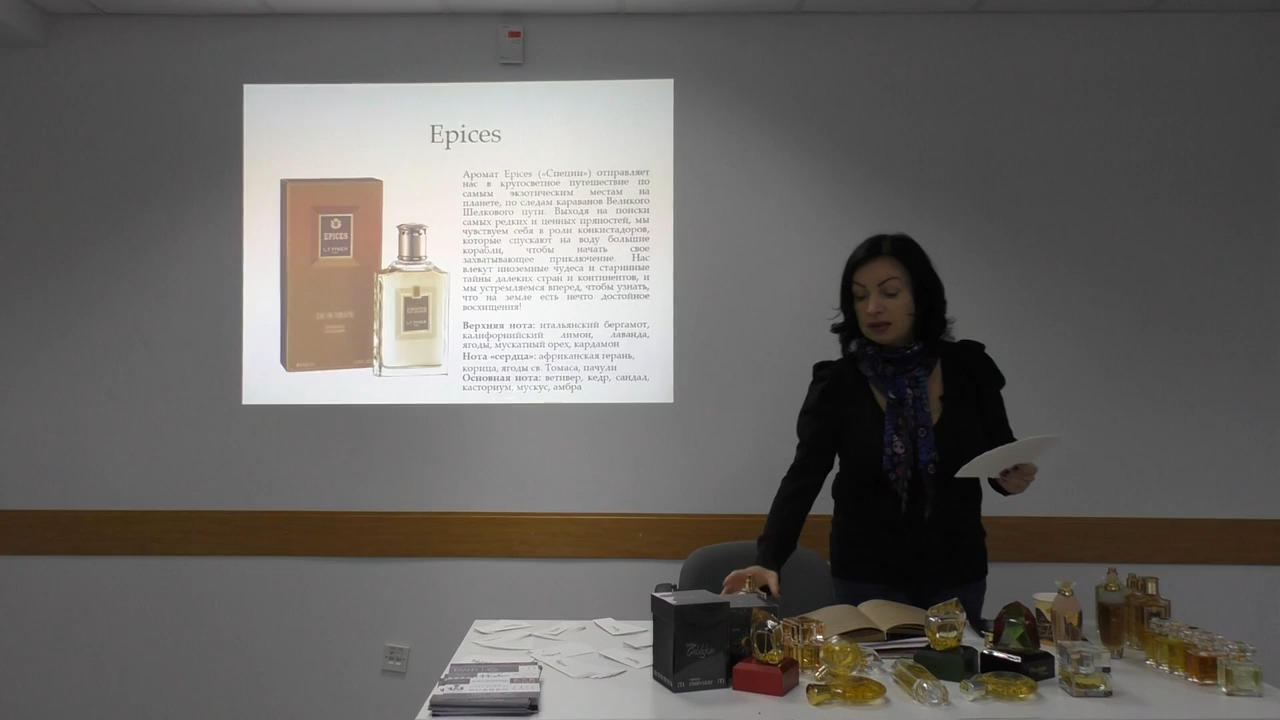 Epices
EPICES
Аромат Epices («Специи») отправляет
нас в кругосветное путешествие по
самым экзотическим местам на
планете, по следам караванов Великого
Шелкового пути. Выходя на поиски
самых редких и ценных пряностей, мы
чувствуем себя в роли конкистадоров,
которые спускают на воду большие
корабли, чтобы начать свое
захватывающее приключение. Нас
влекут иноземные чудеса и старинные
тайны далеких стран и континентов, и
мы устремляемся вперед, чтобы узнать,
что на земле есть нечто достойное
восхищения!
Верхняя нота: итальянский бергамот,
калифорнийский лимон, лаванда,
ягоды, мускатный орех, кардамон
Нота «сердца»: африканская герань,
корица, ягоды св. Томаса, пачули
Основная нота: ветивер, кедр, сандал,
касториум, мускус, амбра